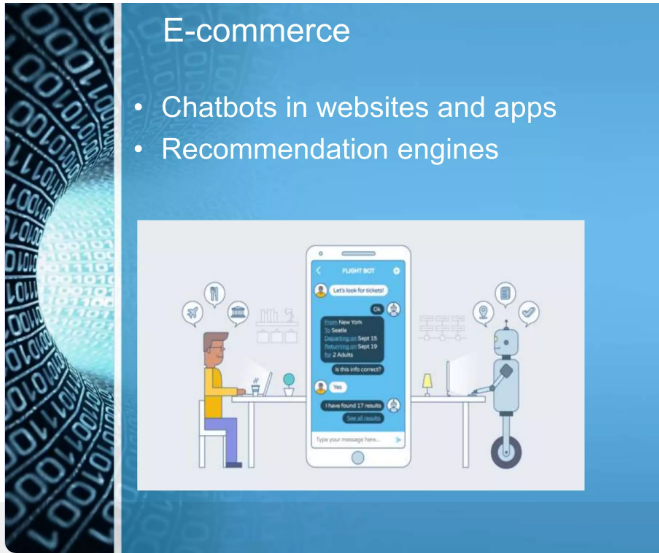 E-commerce
• Chatbots in websites and apps
• Recommendation engines
FLIGHT BOT
Let's look for tickets!
Ok
From New York
To Seatle
Departing on Sept 15
Returning on Sept 19
for 2 Adults
Is this info correct?
Yes
I have found 17 results
See all results
Type your message here...